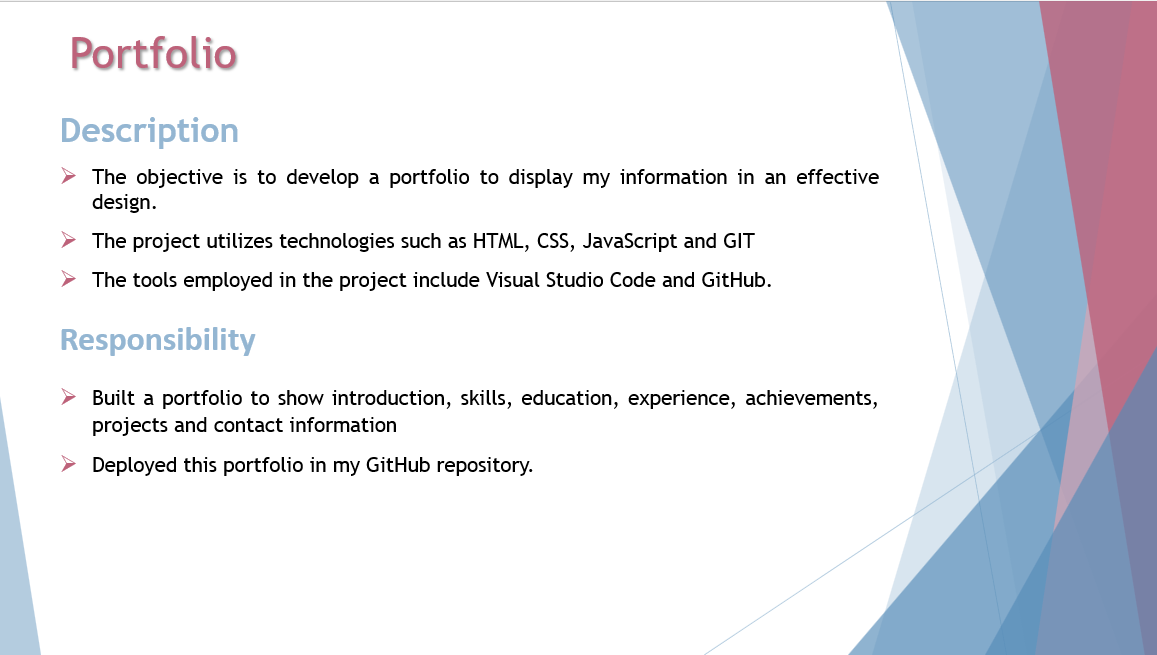 Portfolio
Description
The objective is to develop a portfolio to display my information in an effective
design.
The project utilizes technologies such as HTML, CSS, JavaScript and GIT
The tools employed in the project include Visual Studio Code and GitHub.
Responsibility
Built a portfolio to show introduction, skills, education, experience, achievements,
projects and contact information
Deployed this portfolio in my GitHub repository.